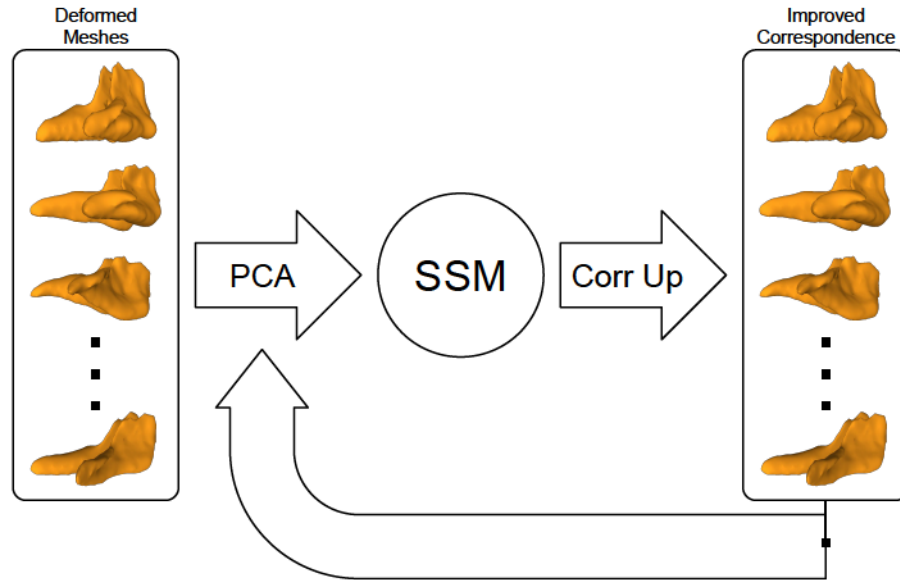 Deformed
Meshes
Improved
Correspondence
PCA
SSM
Corr Up